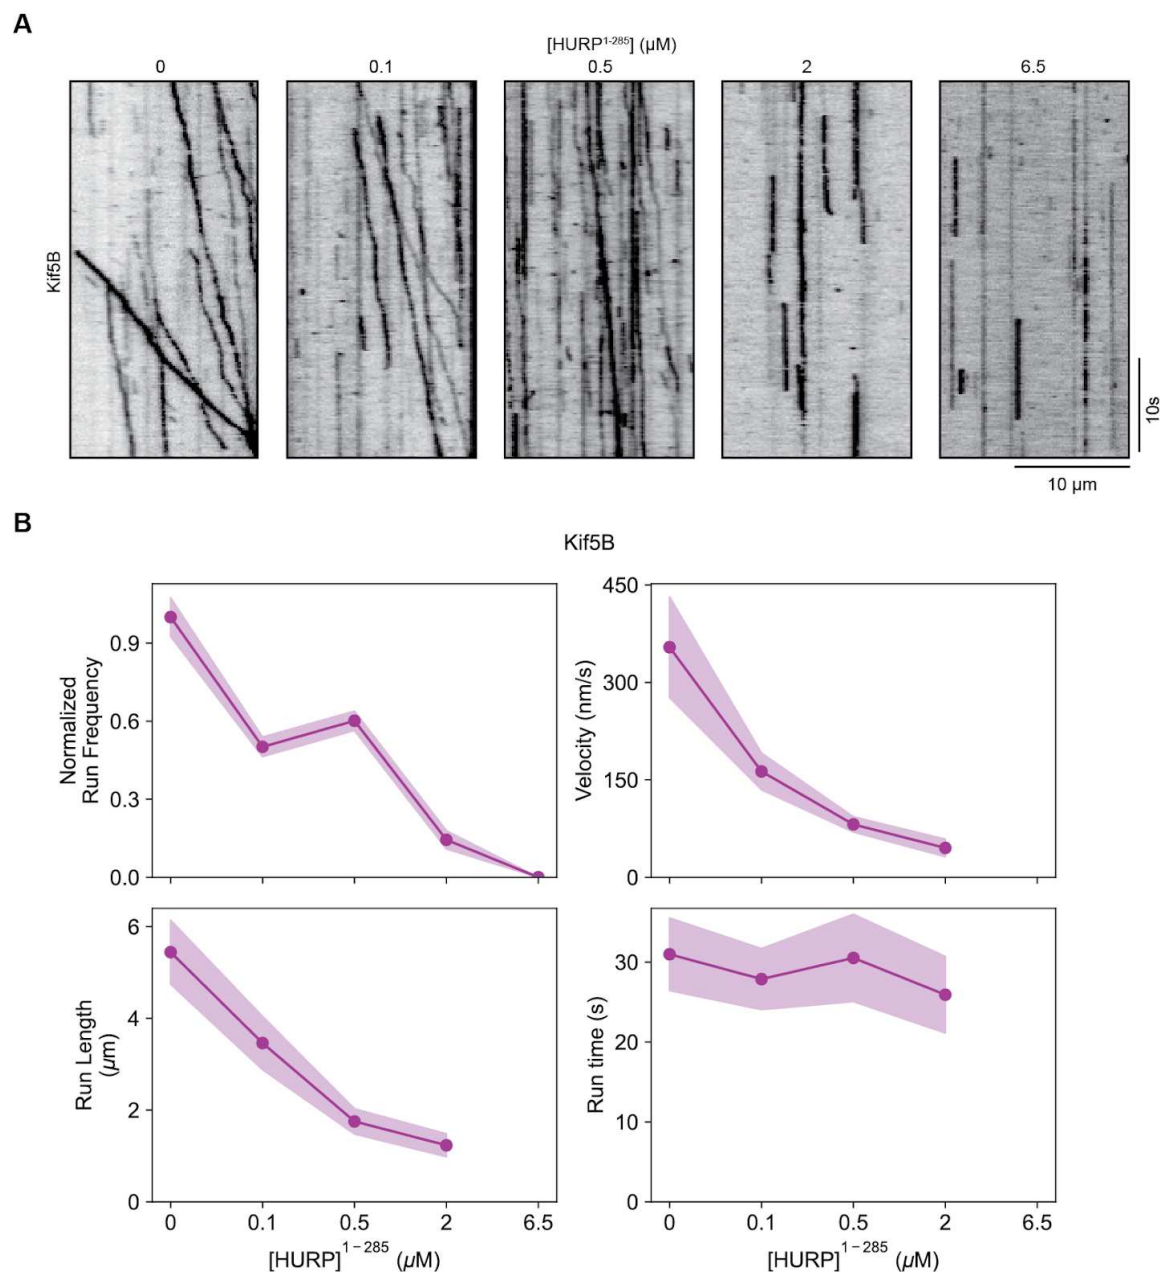 A
[HURP¹⁻²⁸⁵] (µM)
0 0.1 0.5 2 6.5
Kif5B
10s
10 µm
B
Kif5B
Normalized
Run Frequency
0.9
0.6
0.3
0.0
Velocity (nm/s)
450
300
150
0
Run Length
(µm)
6
4
2
0
0 0.1 0.5 2 6.5
[HURP]¹⁻²⁸⁵ (µM)
Run time (s)
30
20
10
0
0 0.1 0.5 2 6.5
[HURP]¹⁻²⁸⁵ (µM)